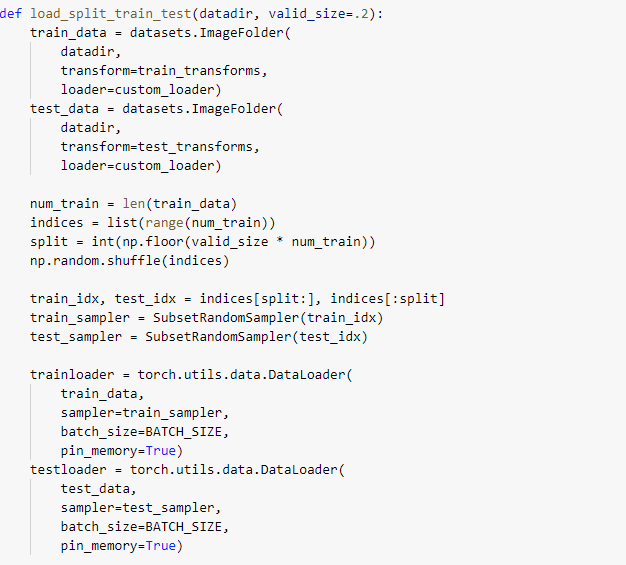 def load_split_train_test(datadir, valid_size=.2):
    train_data = datasets.ImageFolder(
        datadir,
        transform=train_transforms,
        loader=custom_loader)
    test_data = datasets.ImageFolder(
        datadir,
        transform=test_transforms,
        loader=custom_loader)

    num_train = len(train_data)
    indices = list(range(num_train))
    split = int(np.floor(valid_size * num_train))
    np.random.shuffle(indices)

    train_idx, test_idx = indices[split:], indices[:split]
    train_sampler = SubsetRandomSampler(train_idx)
    test_sampler = SubsetRandomSampler(test_idx)

    trainloader = torch.utils.data.DataLoader(
        train_data,
        sampler=train_sampler,
        batch_size=BATCH_SIZE,
        pin_memory=True)
    testloader = torch.utils.data.DataLoader(
        test_data,
        sampler=test_sampler,
        batch_size=BATCH_SIZE,
        pin_memory=True)